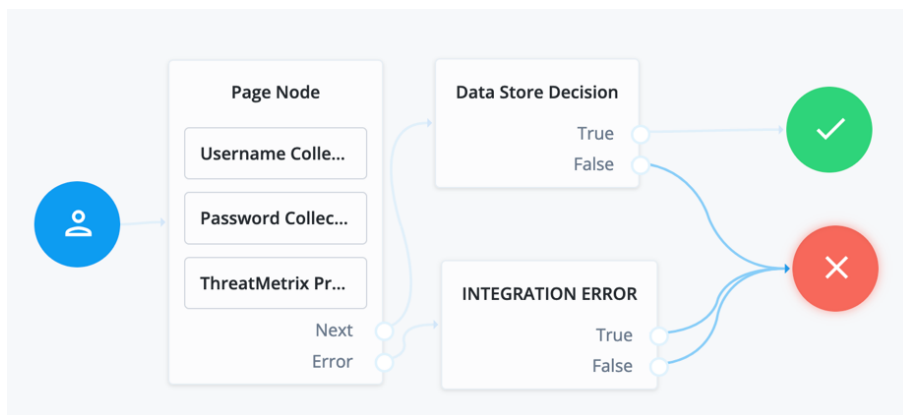 Page Node
Username Colle...
Password Collec...
ThreatMetrix Pr...
Next
Error
Data Store Decision
True
False
INTEGRATION ERROR
True
False